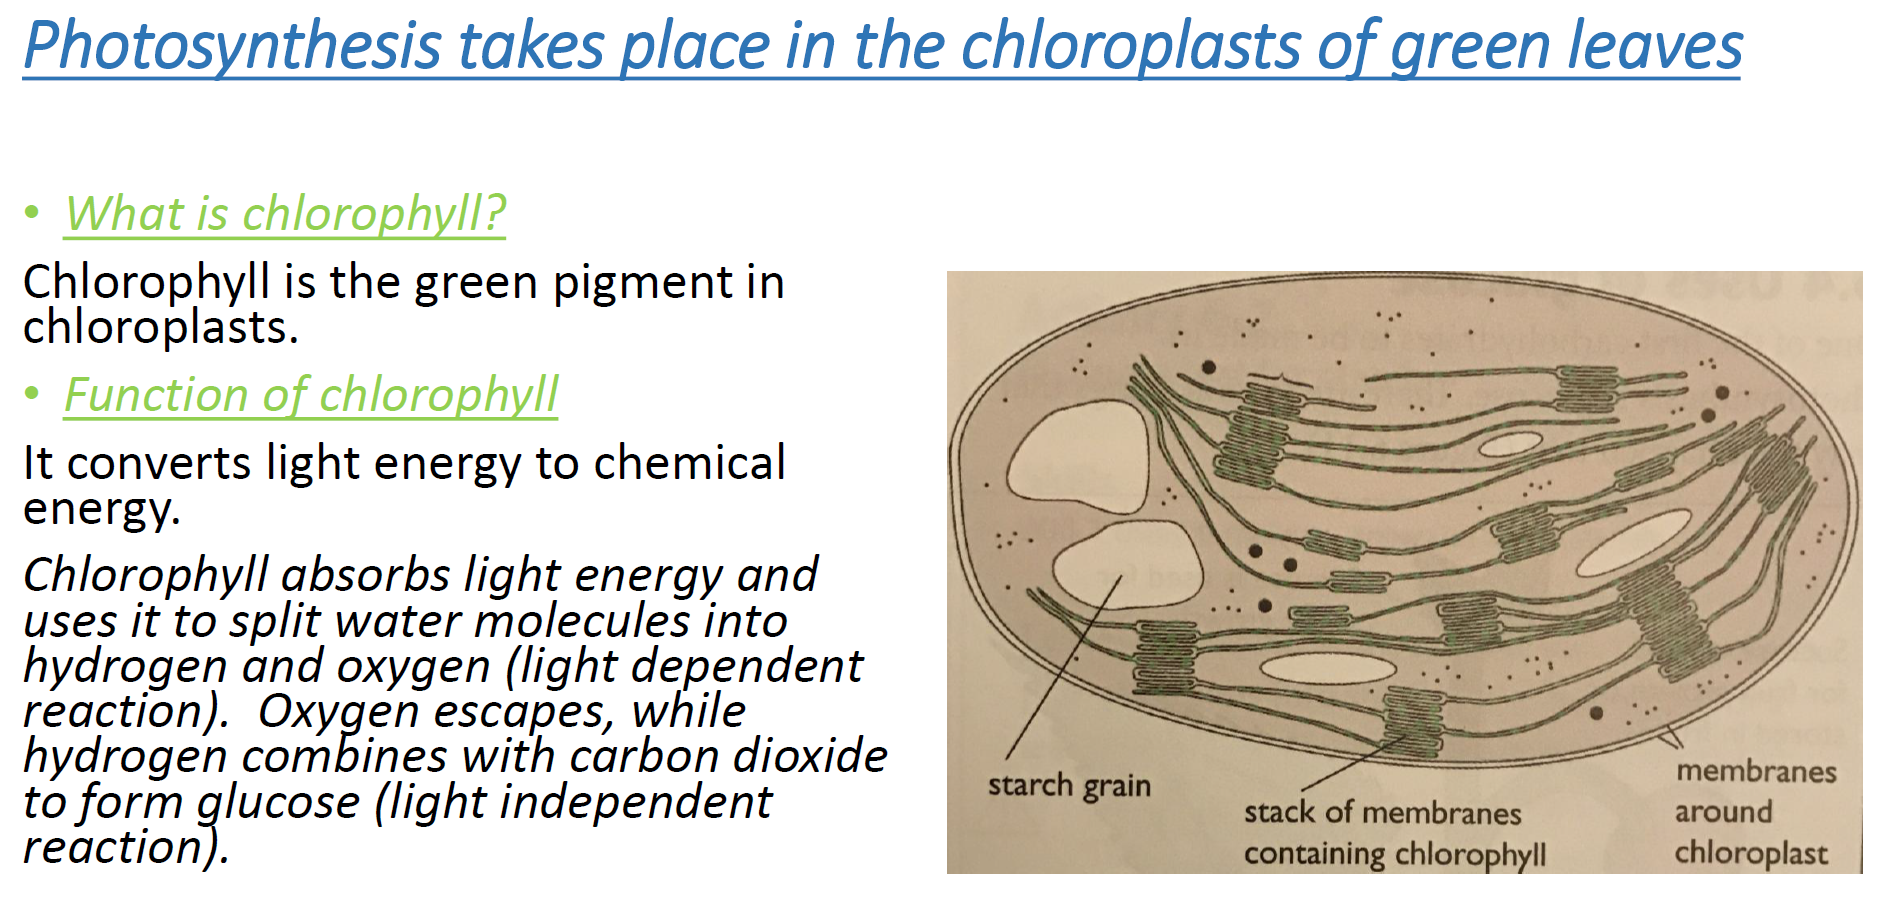 Photosynthesis takes place in the chloroplasts of green leaves
• What is chlorophyll?
Chlorophyll is the green pigment in
chloroplasts.
• Function of chlorophyll
It converts light energy to chemical
energy.
Chlorophyll absorbs light energy and
uses it to split water molecules into
hydrogen and oxygen (light dependent
reaction).  Oxygen escapes, while
hydrogen combines with carbon dioxide
to form glucose (light independent
reaction).
starch grain
stack of membranes
containing chlorophyll
membranes
around
chloroplast